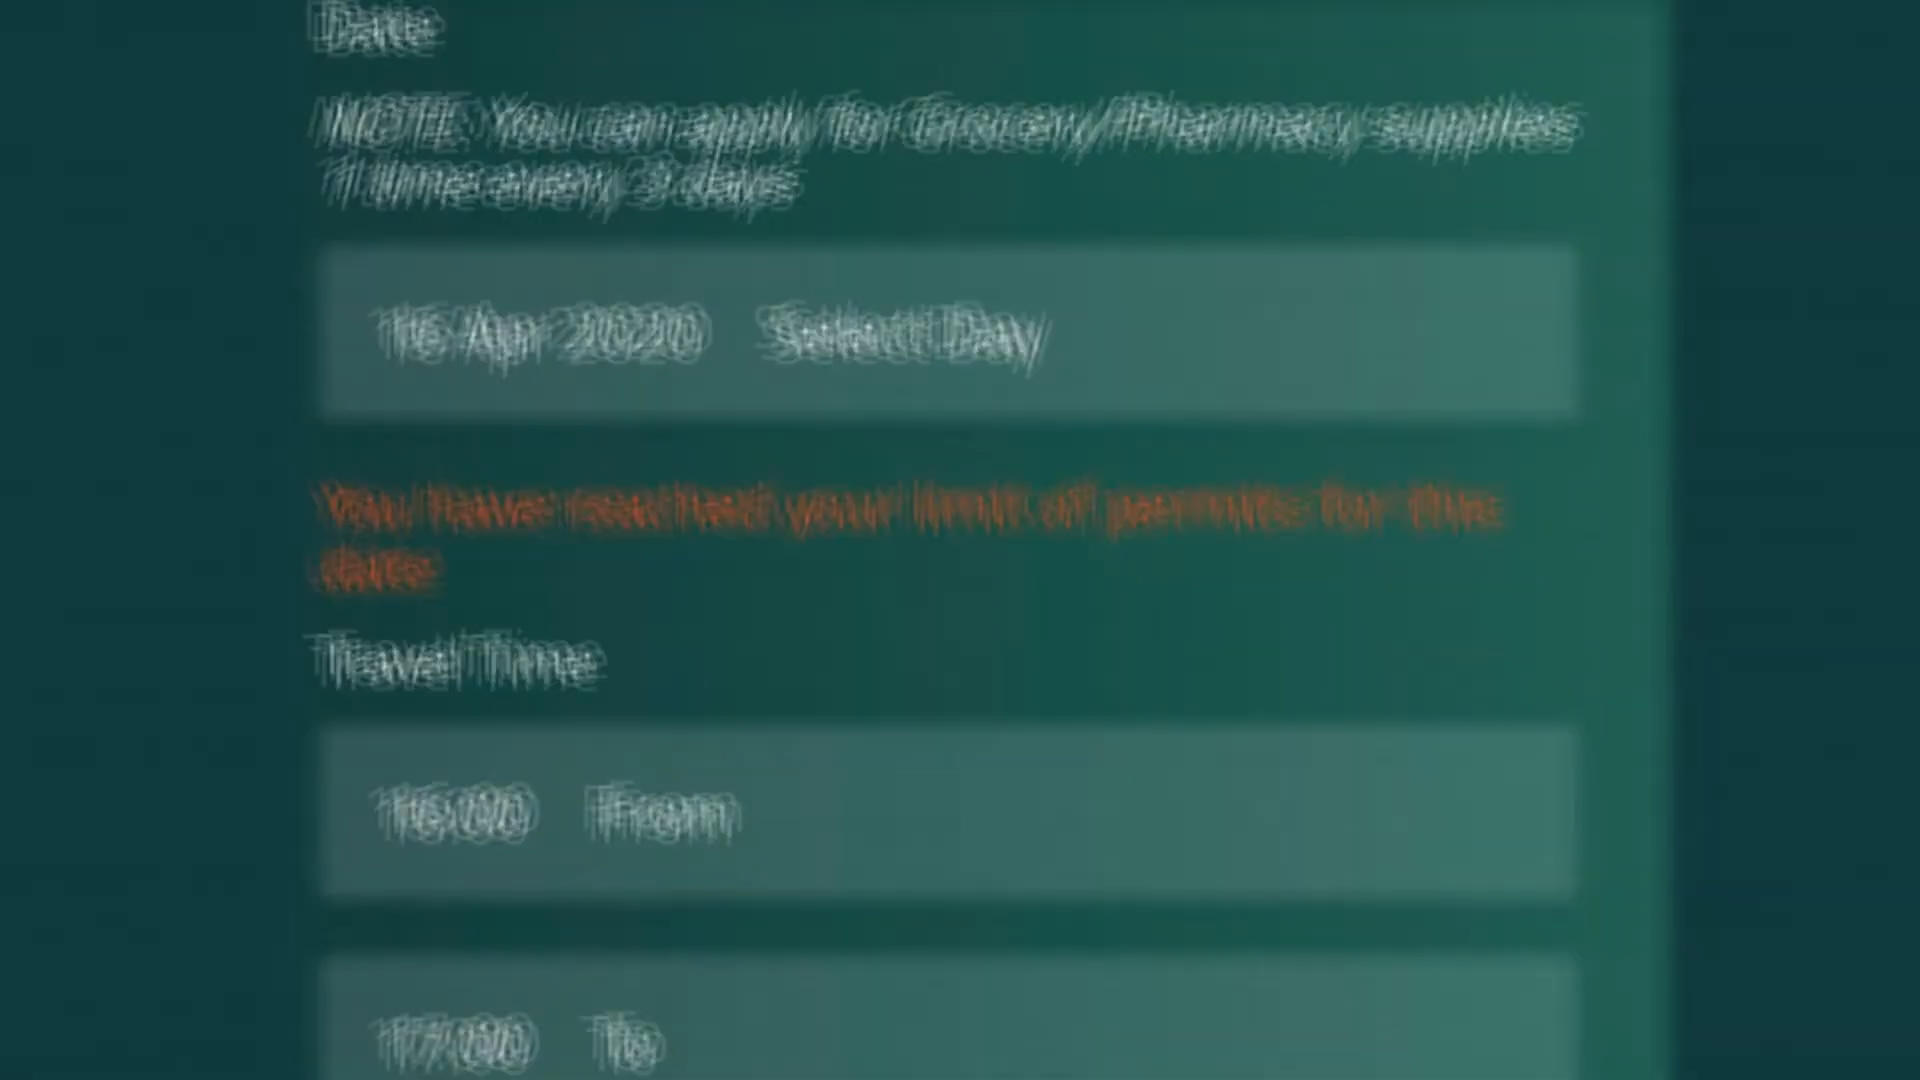 Date
NOTE: You can apply for Grocery/Pharmacy supplies
1 time every 3 days
16 Apr 2020 Select Day
You have reached your limit of permits for this
date
Travel Time
16:00 From
17:00 To